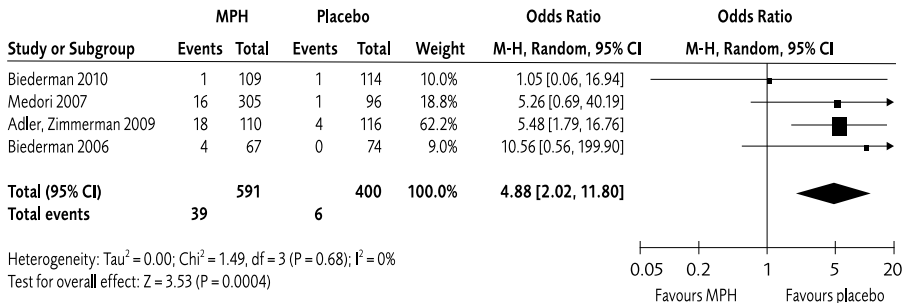 MPH Placebo Odds Ratio Odds Ratio
Study or Subgroup Events Total Events Total Weight M-H, Random, 95% CI M-H, Random, 95% CI
Biederman 2010 1 109 1 114 10.0% 1.05 [0.06, 16.94]
Medori 2007 16 305 1 96 18.8% 5.26 [0.69, 40.19]
Adler, Zimmerman 2009 18 110 4 116 62.2% 5.48 [1.79, 16.76]
Biederman 2006 4 67 0 74 9.0% 10.56 [0.56, 199.90]
Total (95% CI) 591 400 100.0% 4.88 [2.02, 11.80]
Total events 39 6
Heterogeneity: Tau² = 0.00; Chi² = 1.49, df = 3 (P = 0.68); I² = 0%
Test for overall effect: Z = 3.53 (P = 0.0004)
0.05 0.2 1 5 20
Favours MPH Favours placebo